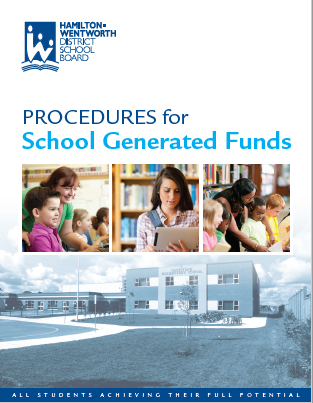 HAMILTON-
WENTWORTH
DISTRICT
SCHOOL
BOARD
PROCEDURES for
School Generated Funds
ALL STUDENTS ACHIEVING THEIR FULL POTENTIAL